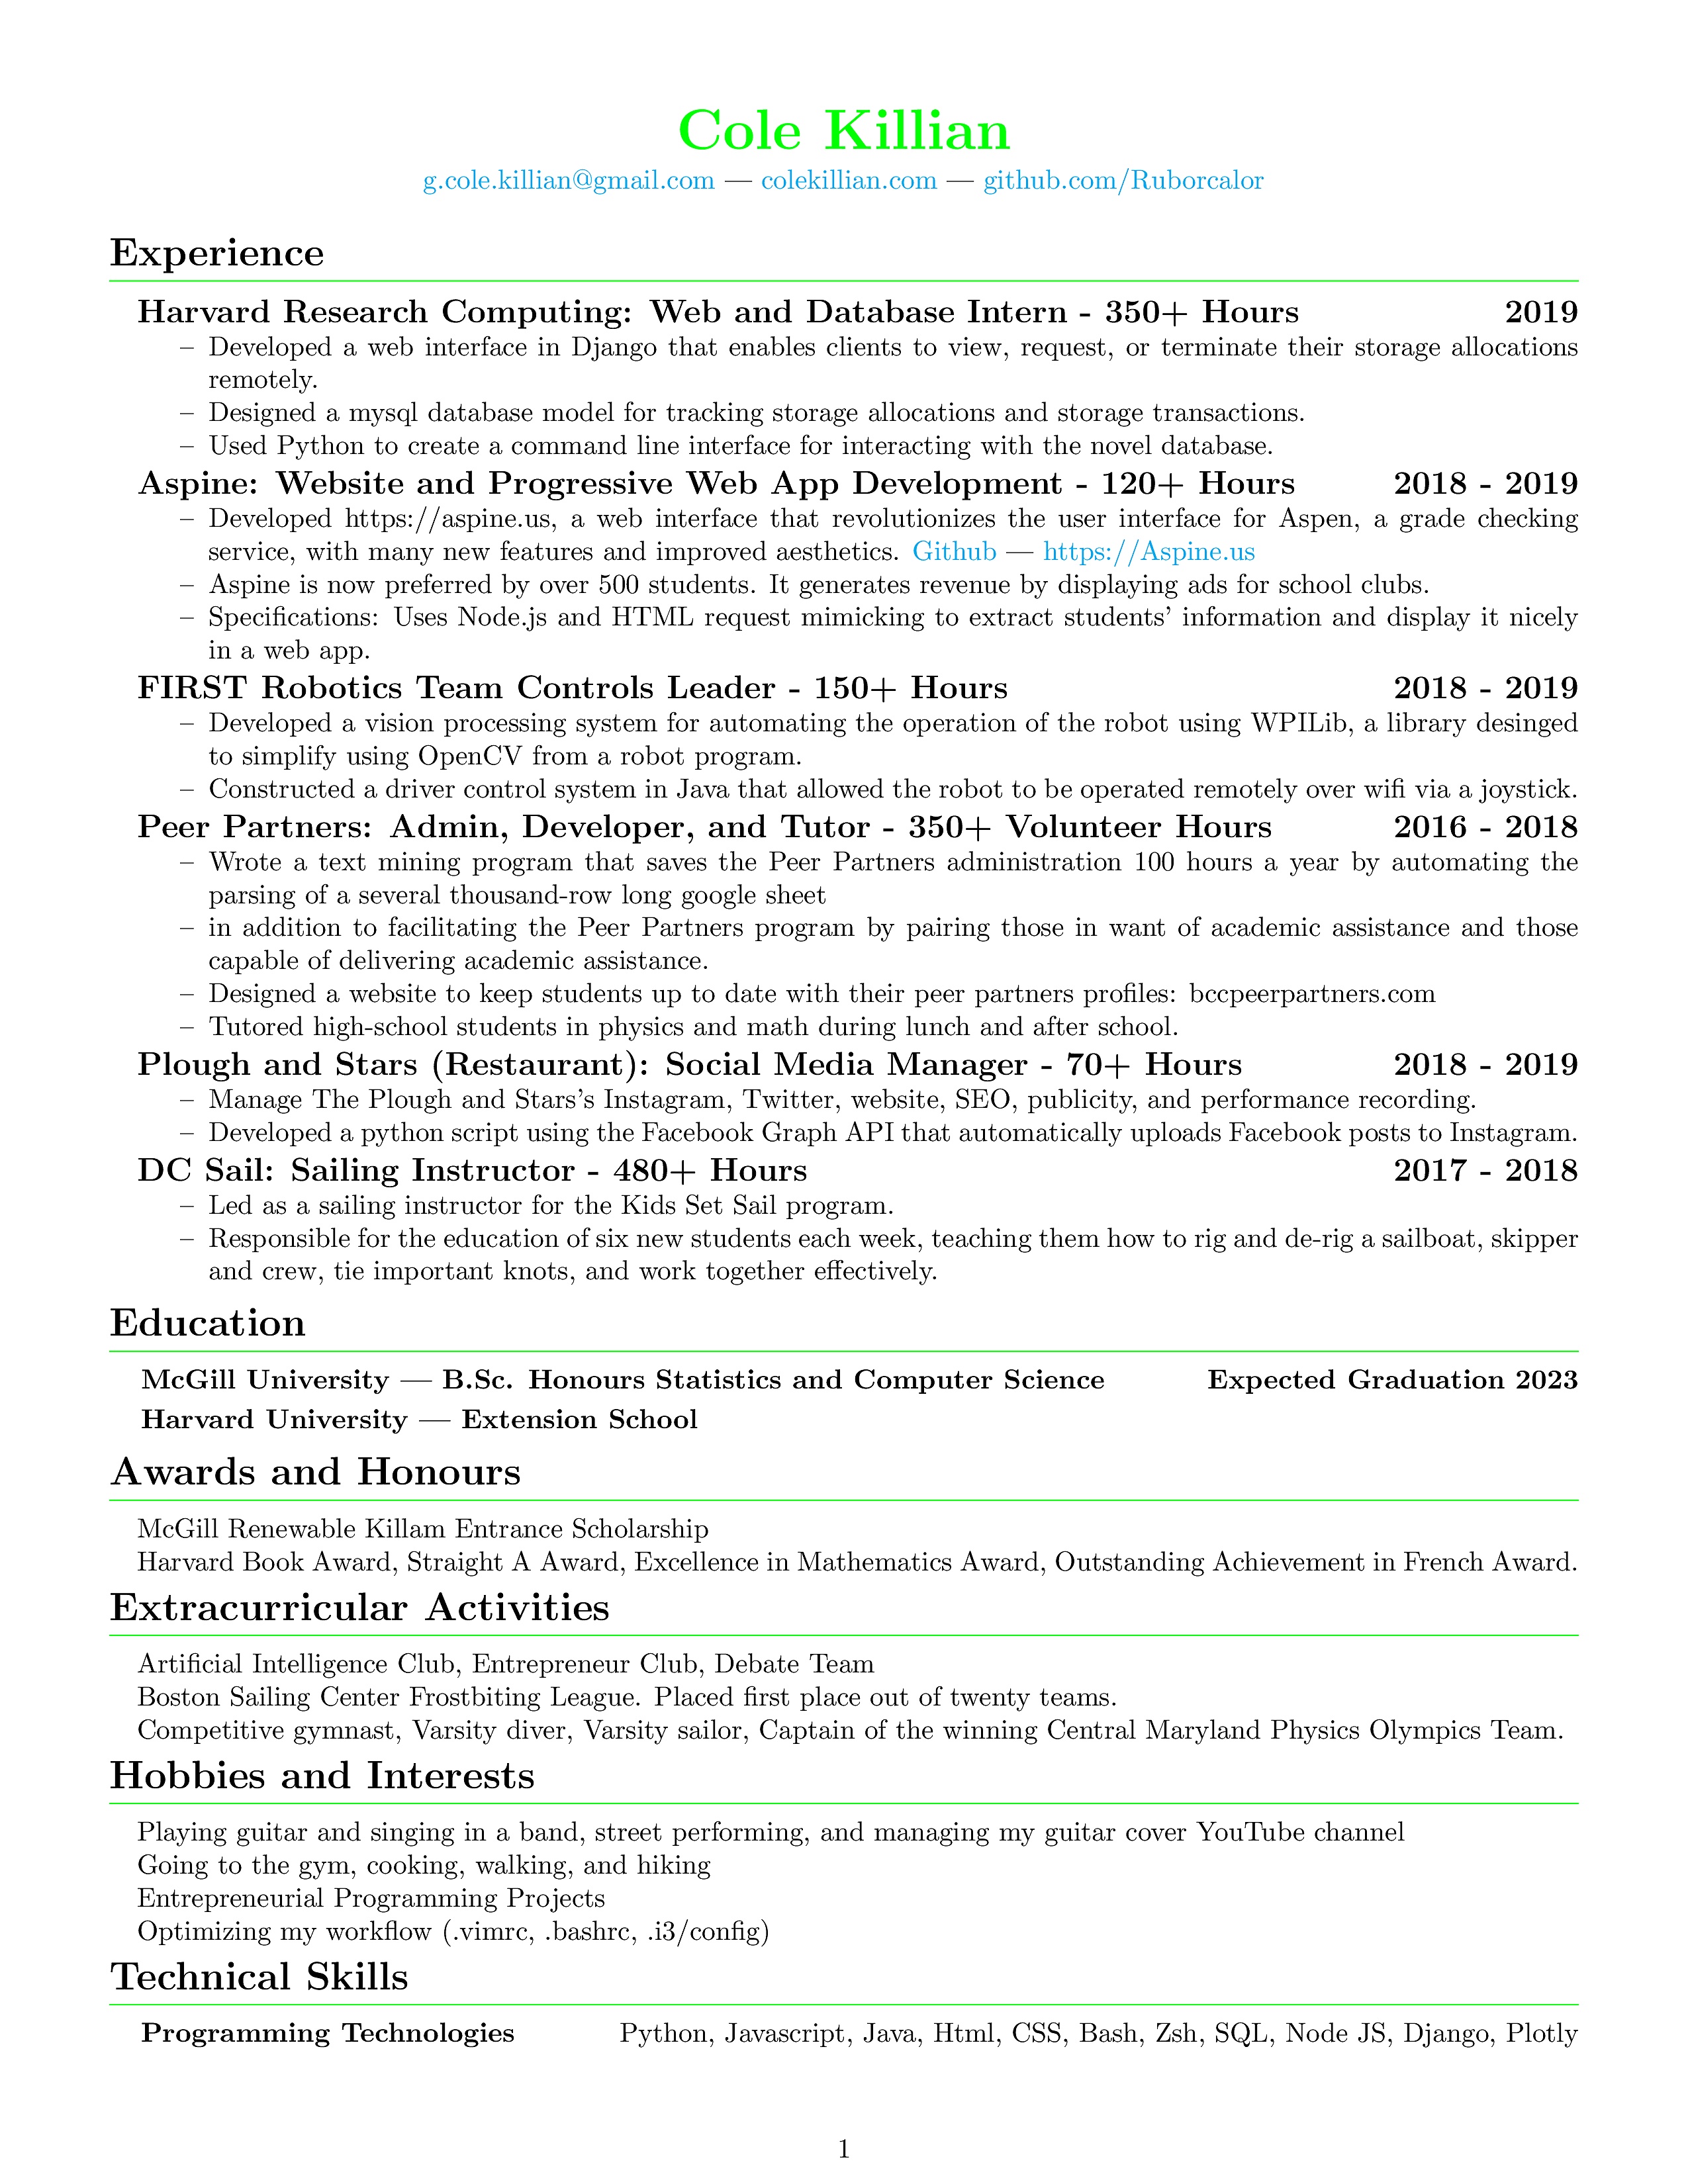 Cole Killian
g.cole.killian@gmail.com — colekillian.com — github.com/Ruborcalor
Experience
Harvard Research Computing: Web and Database Intern - 350+ Hours 2019
– Developed a web interface in Django that enables clients to view, request, or terminate their storage allocations
remotely.
– Designed a mysql database model for tracking storage allocations and storage transactions.
– Used Python to create a command line interface for interacting with the novel database.
Aspine: Website and Progressive Web App Development - 120+ Hours 2018 - 2019
– Developed https://aspine.us, a web interface that revolutionizes the user interface for Aspen, a grade checking
service, with many new features and improved aesthetics. Github — https://Aspine.us
– Aspine is now preferred by over 500 students. It generates revenue by displaying ads for school clubs.
– Specifications: Uses Node.js and HTML request mimicking to extract students' information and display it nicely
in a web app.
FIRST Robotics Team Controls Leader - 150+ Hours 2018 - 2019
– Developed a vision processing system for automating the operation of the robot using WPILib, a library desinged
to simplify using OpenCV from a robot program.
– Constructed a driver control system in Java that allowed the robot to be operated remotely over wifi via a joystick.
Peer Partners: Admin, Developer, and Tutor - 350+ Volunteer Hours 2016 - 2018
– Wrote a text mining program that saves the Peer Partners administration 100 hours a year by automating the
parsing of a several thousand-row long google sheet
– in addition to facilitating the Peer Partners program by pairing those in want of academic assistance and those
capable of delivering academic assistance.
– Designed a website to keep students up to date with their peer partners profiles: bccpeerpartners.com
– Tutored high-school students in physics and math during lunch and after school.
Plough and Stars (Restaurant): Social Media Manager - 70+ Hours 2018 - 2019
– Manage The Plough and Stars's Instagram, Twitter, website, SEO, publicity, and performance recording.
– Developed a python script using the Facebook Graph API that automatically uploads Facebook posts to Instagram.
DC Sail: Sailing Instructor - 480+ Hours 2017 - 2018
– Led as a sailing instructor for the Kids Set Sail program.
– Responsible for the education of six new students each week, teaching them how to rig and de-rig a sailboat, skipper
and crew, tie important knots, and work together effectively.
Education
McGill University — B.Sc. Honours Statistics and Computer Science Expected Graduation 2023
Harvard University — Extension School
Awards and Honours
McGill Renewable Killam Entrance Scholarship
Harvard Book Award, Straight A Award, Excellence in Mathematics Award, Outstanding Achievement in French Award.
Extracurricular Activities
Artificial Intelligence Club, Entrepreneur Club, Debate Team
Boston Sailing Center Frostbiting League. Placed first place out of twenty teams.
Competitive gymnast, Varsity diver, Varsity sailor, Captain of the winning Central Maryland Physics Olympics Team.
Hobbies and Interests
Playing guitar and singing in a band, street performing, and managing my guitar cover YouTube channel
Going to the gym, cooking, walking, and hiking
Entrepreneurial Programming Projects
Optimizing my workflow (.vimrc, .bashrc, .i3/config)
Technical Skills
Programming Technologies Python, Javascript, Java, Html, CSS, Bash, Zsh, SQL, Node JS, Django, Plotly
1